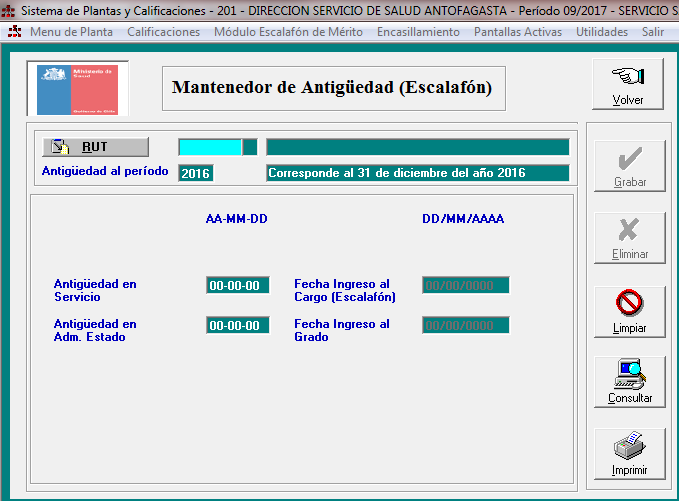 Sistema de Plantas y Calificaciones - 201 - DIRECCION SERVICIO DE SALUD ANTOFAGASTA - Período 09/2017 - SERVICIO S
Menu de Planta Calificaciones Módulo Escalafón de Mérito Encasillamiento Pantallas Activas Utilidades Salir
Ministerio de
Salud
Gobierno de Chile
Mantenedor de Antigüedad (Escalafón)
Volver
RUT
Antigüedad al período 2016 Corresponde al 31 de diciembre del año 2016
Grabar
AA-MM-DD DD/MM/AAAA
Eliminar
Antigüedad en
Servicio
00-00-00
Fecha Ingreso al
Cargo (Escalafón)
00/00/0000
Limpiar
Antigüedad en
Adm. Estado
00-00-00
Fecha Ingreso al
Grado
00/00/0000
Consultar
Imprimir